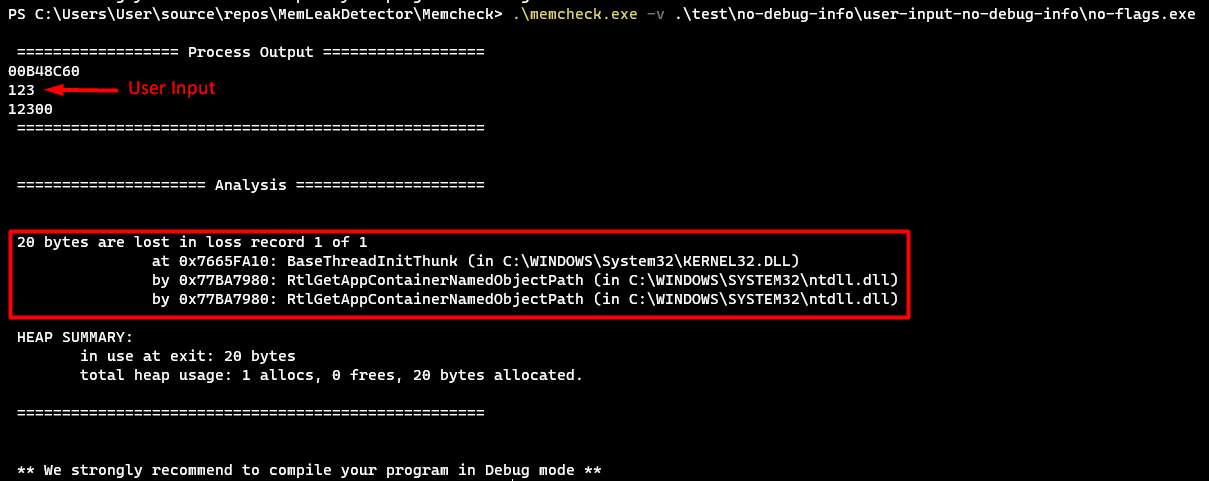 PS C:\Users\User\source\repos\MemLeakDetector\Memcheck> .\memcheck.exe -v .\test\no-debug-info\user-input-no-debug-info\no-flags.exe
================== Process Output ==================
00B48C60
123 User Input
12300
====================================================
===================== Analysis =====================
20 bytes are lost in loss record 1 of 1
at 0x7665FA10: BaseThreadInitThunk (in C:\WINDOWS\System32\KERNEL32.DLL)
by 0x77BA7980: RtlGetAppContainerNamedObjectPath (in C:\WINDOWS\SYSTEM32\ntdll.dll)
by 0x77BA7980: RtlGetAppContainerNamedObjectPath (in C:\WINDOWS\SYSTEM32\ntdll.dll)
HEAP SUMMARY:
in use at exit: 20 bytes
total heap usage: 1 allocs, 0 frees, 20 bytes allocated.
====================================================
** We strongly recommend to compile your program in Debug mode **